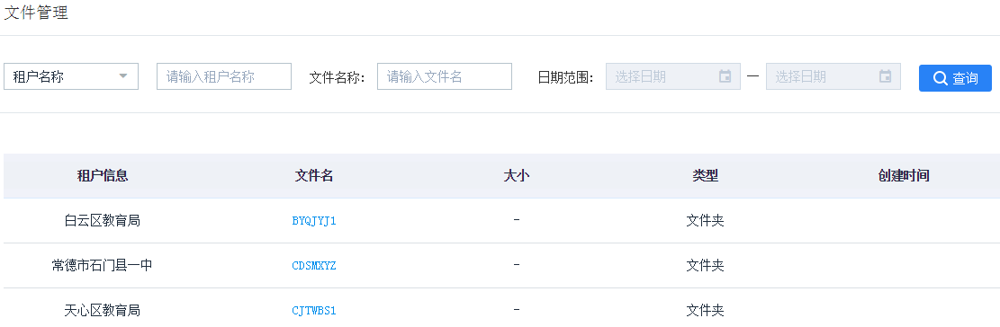 文件管理
租户名称 请输入租户名称 文件名称: 请输入文件名 日期范围: 选择日期 — 选择日期 查询
租户信息 文件名 大小 类型 创建时间
白云区教育局 BYQJYJ1 - 文件夹
常德市石门县一中 CDSMXYZ - 文件夹
天心区教育局 CJTWBS1 - 文件夹